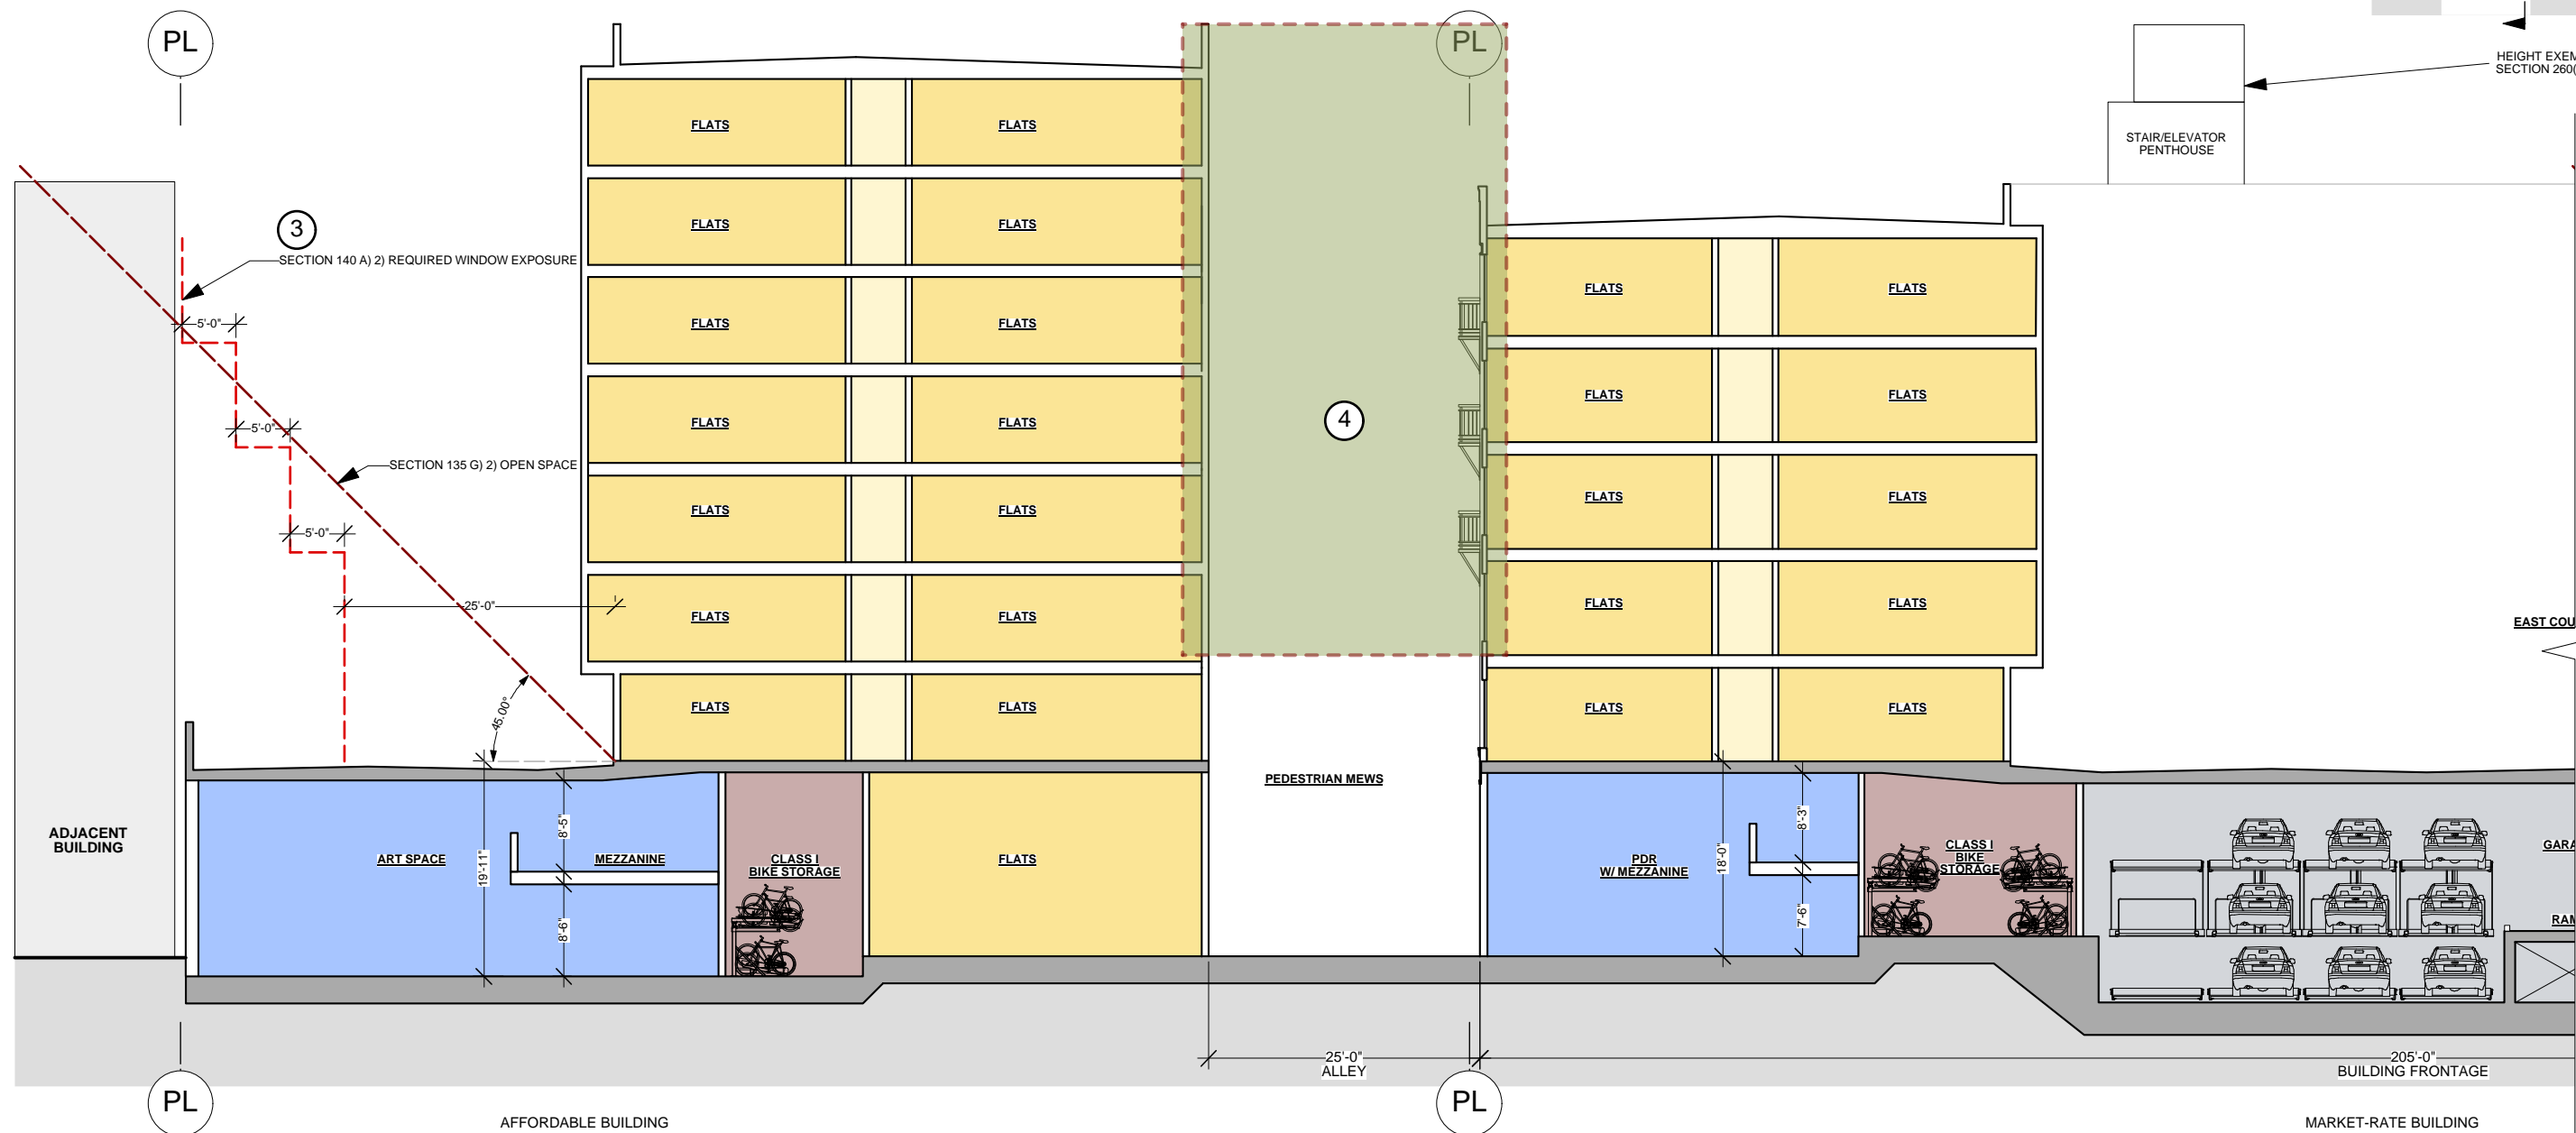 PL
PL
HEIGHT EXEM
SECTION 260(
STAIR/ELEVATOR
PENTHOUSE
FLATS
FLATS
3
SECTION 140 A) 2) REQUIRED WINDOW EXPOSURE
FLATS
FLATS
FLATS
FLATS
5'-0"
FLATS
FLATS
FLATS
FLATS
4
FLATS
FLATS
5'-0"
SECTION 135 G) 2) OPEN SPACE
FLATS
FLATS
FLATS
FLATS
5'-0"
25'-0"
FLATS
FLATS
FLATS
FLATS
EAST COU
45.00°
FLATS
FLATS
FLATS
FLATS
PEDESTRIAN MEWS
ADJACENT
BUILDING
ART SPACE
19'-11"
8'-5"
8'-6"
MEZZANINE
CLASS I
BIKE STORAGE
FLATS
PDR
W/ MEZZANINE
18'-0"
8'-3"
7'-6"
CLASS I
BIKE
STORAGE
GARA
RAM
25'-0"
ALLEY
205'-0"
BUILDING FRONTAGE
PL
PL
AFFORDABLE BUILDING
MARKET-RATE BUILDING